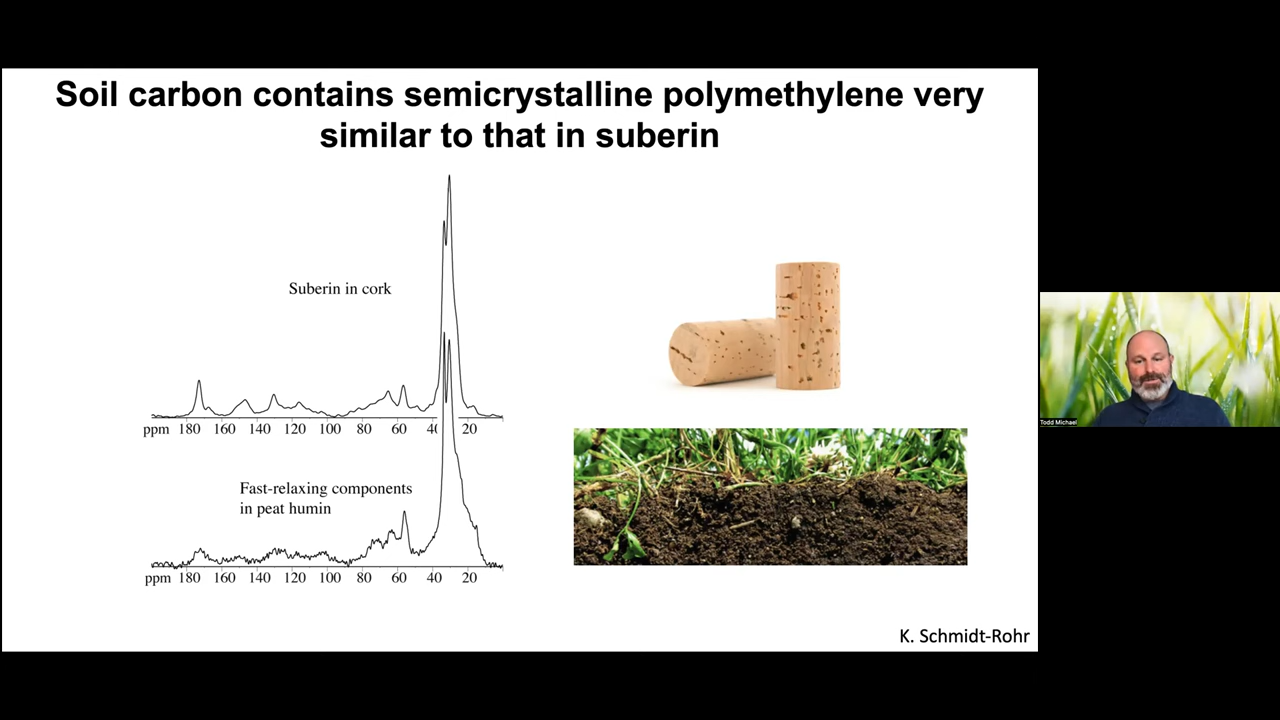 Soil carbon contains semicrystalline polymethylene very
similar to that in suberin
Suberin in cork
ppm 180 160 140 120 100 80 60 40 20
Fast-relaxing components
in peat humin
ppm 180 160 140 120 100 80 60 40 20
K. Schmidt-Rohr
Todd Michael